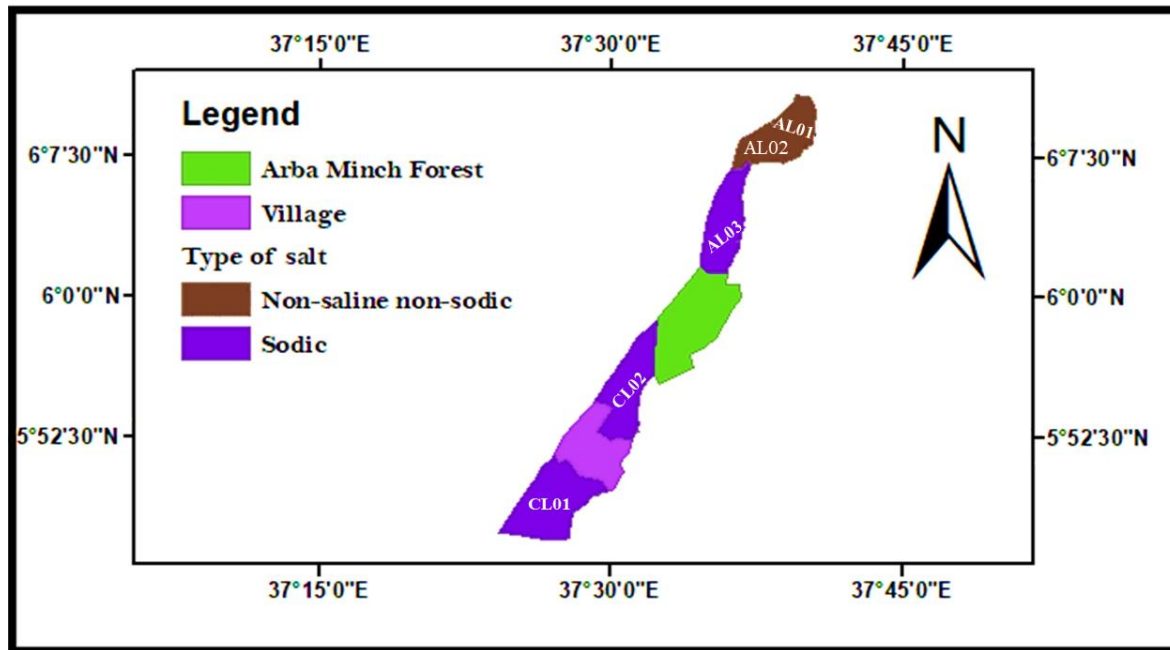 37°15'0"E 37°30'0"E 37°45'0"E
Legend
N
AL01
AL02
6°7'30"N 6°7'30"N
Arba Minch Forest
Village
AL03
Type of salt
6°0'0"N 6°0'0"N
Non-saline non-sodic
Sodic
CL02
5°52'30"N 5°52'30"N
CL01
37°15'0"E 37°30'0"E 37°45'0"E